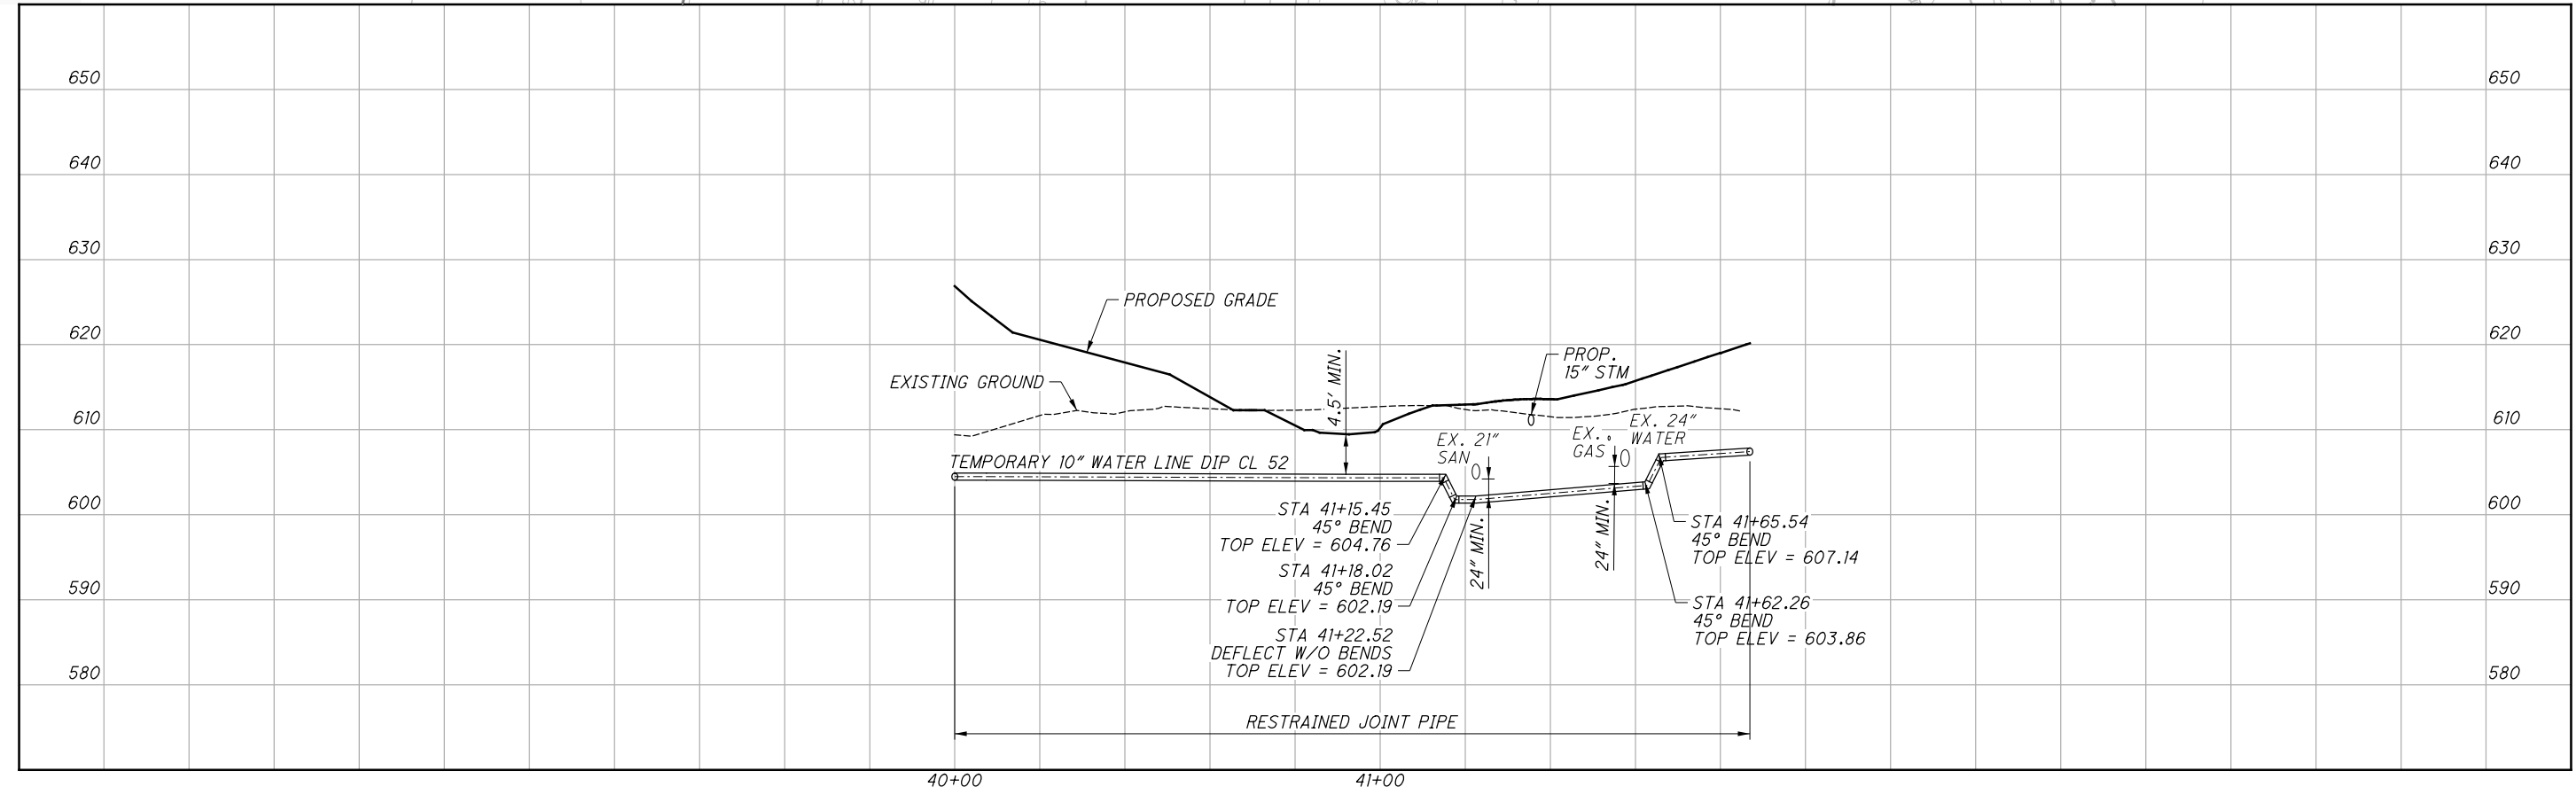 650
650
640
640
630
630
PROPOSED GRADE
620
620
EXISTING GROUND
4.5' MIN.
PROP.
15" STM
610
610
EX. 21"
SAN
EX.
GAS
EX. 24"
WATER
TEMPORARY 10" WATER LINE DIP CL 52
600
600
STA 41+15.45
45° BEND
TOP ELEV = 604.76
STA 41+18.02
45° BEND
TOP ELEV = 602.19
STA 41+22.52
DEFLECT W/O BENDS
TOP ELEV = 602.19
24" MIN.
24" MIN.
STA 41+65.54
45° BEND
TOP ELEV = 607.14
STA 41+62.26
45° BEND
TOP ELEV = 603.86
590
590
580
580
RESTRAINED JOINT PIPE
40+00
41+00